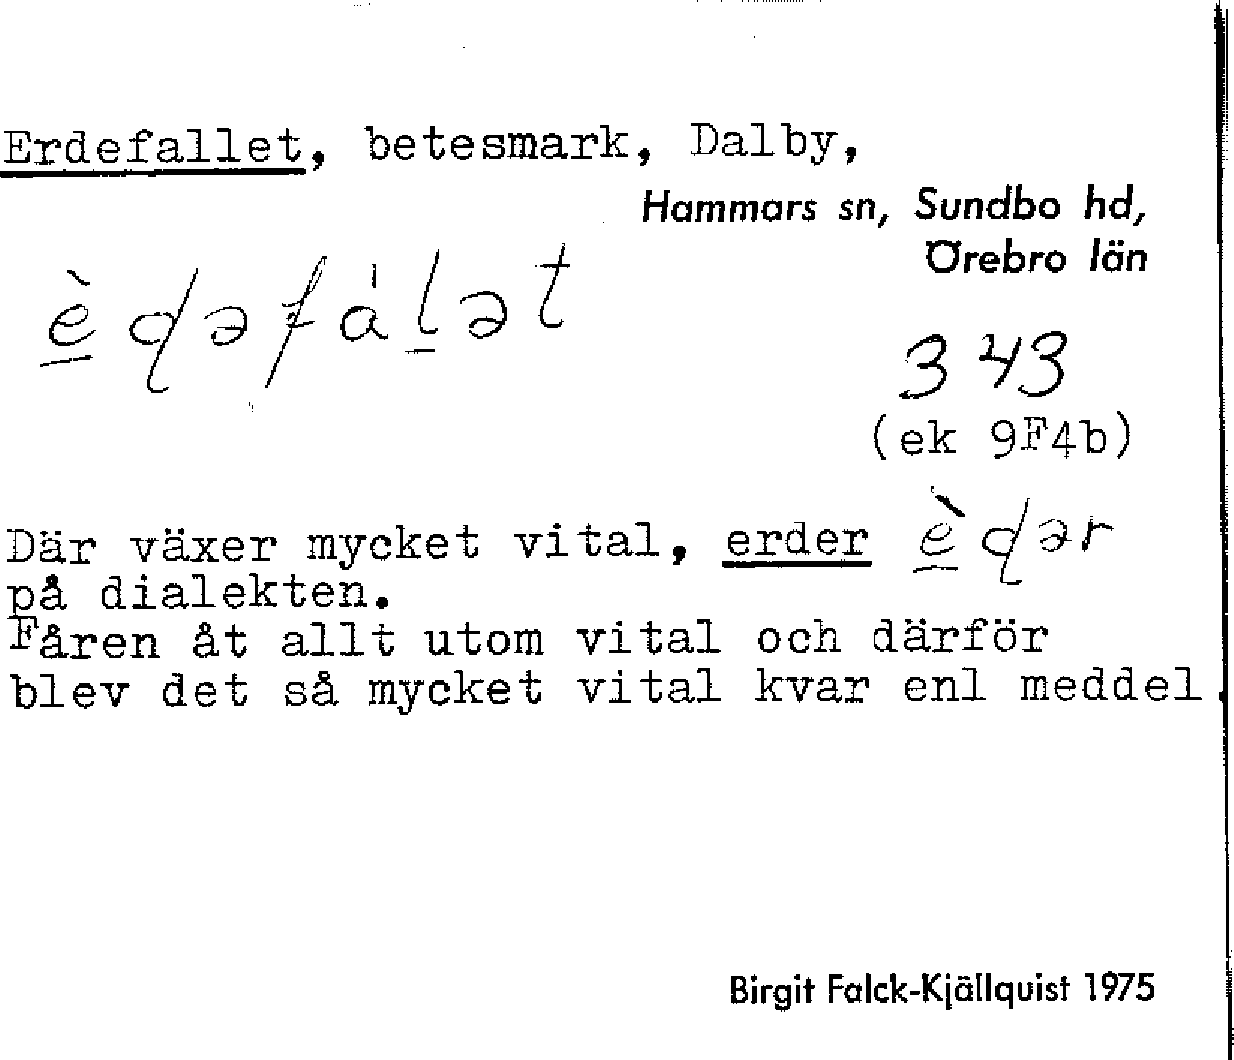 Erdefallet, betesmark, Dalby,
Hammars sn, Sundbo hd,
Örebro län
è̱ɖəfáḻət
343
(ek 9F4b)
Där växer mycket vital, erder è̱ɖər
på dialekten.
Fåren åt allt utom vital och därför
blev det så mycket vital kvar enl meddel.
Birgit Falck-Kjällquist 1975